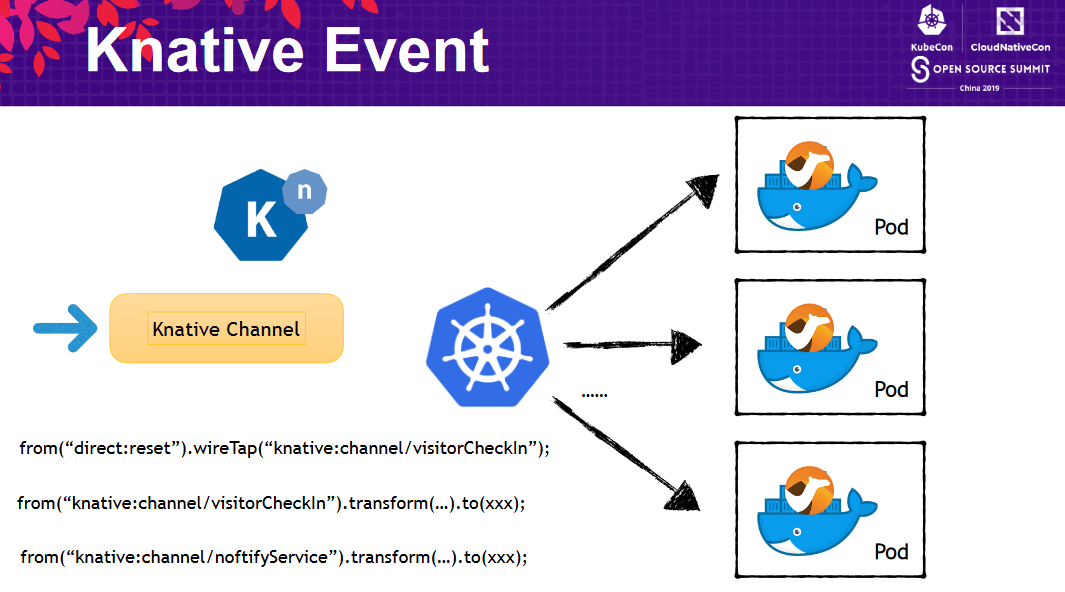 Knative Event
KubeCon
CloudNativeCon
OPEN SOURCE SUMMIT
China 2019
K
n
Knative Channel
......
Pod
Pod
Pod
from(“direct:reset”).wireTap(“knative:channel/visitorCheckIn”);
from(“knative:channel/visitorCheckIn”).transform(…).to(xxx);
from(“knative:channel/noftifyService”).transform(…).to(xxx);